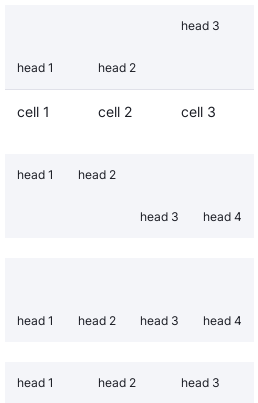 head 3
head 1 head 2
cell 1 cell 2 cell 3
head 1 head 2
head 3 head 4
head 1 head 2 head 3 head 4
head 1 head 2 head 3